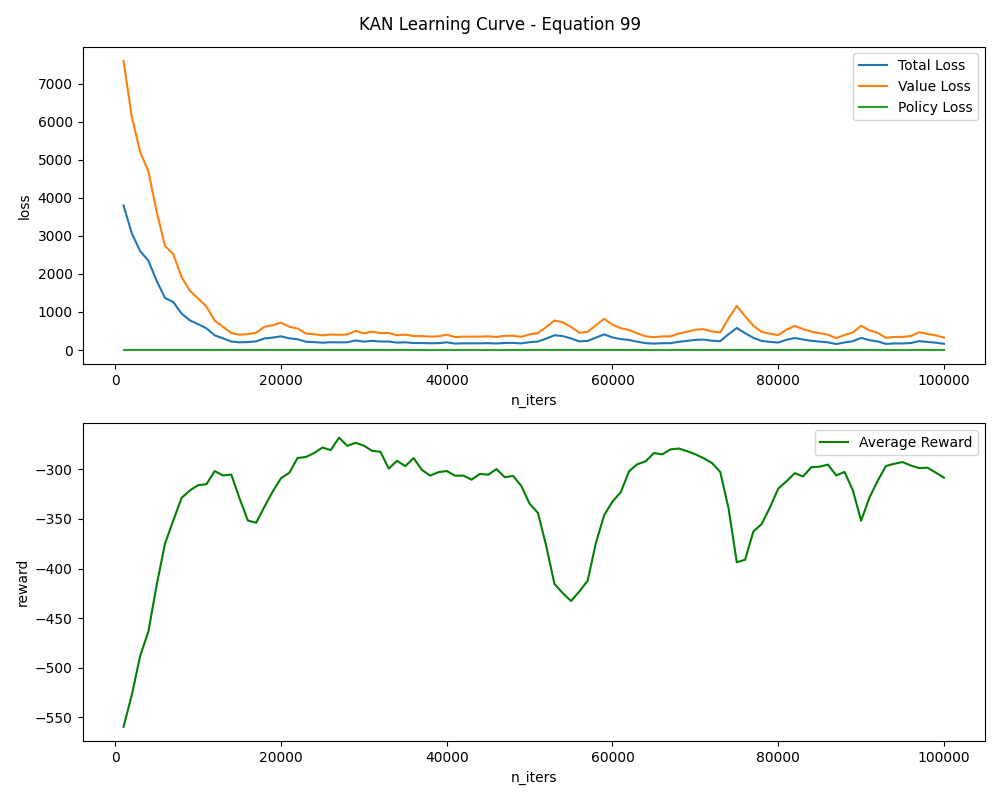 KAN Learning Curve - Equation 99
7000
6000
5000
4000
3000
2000
1000
0
loss
Total Loss
Value Loss
Policy Loss
0 20000 40000 60000 80000 100000
n_iters
−300
−350
−400
−450
−500
−550
reward
Average Reward
0 20000 40000 60000 80000 100000
n_iters